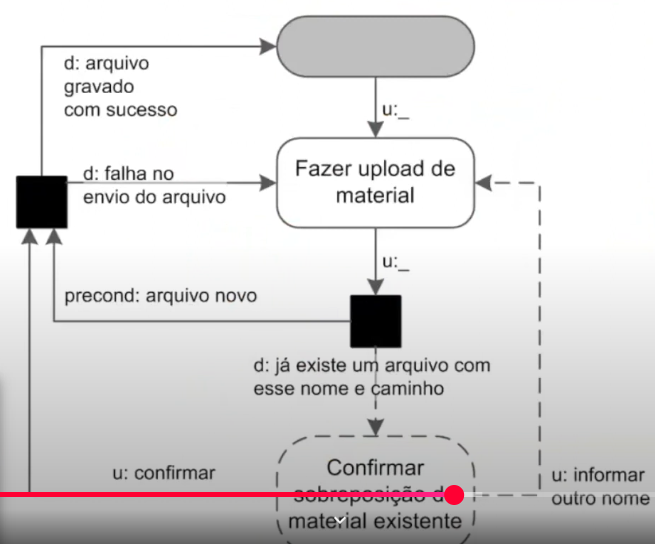 d: arquivo
gravado
com sucesso
u:_
d: falha no
envio do arquivo
Fazer upload de
material
u:_
precond: arquivo novo
d: já existe um arquivo com
esse nome e caminho
u: confirmar
Confirmar
sobreposição
material existente
u: informar
outro nome